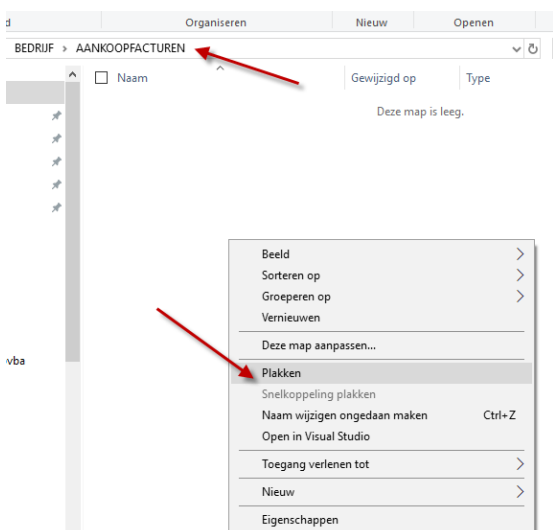 d Organiseren Nieuw Openen
BEDRIJF > AANKOOPFACTUREN
Naam Gewijzigd op Type
Deze map is leeg.
Beeld
Sorteren op
Groeperen op
Vernieuwen
Deze map aanpassen...
vba
Plakken
Snelkoppeling plakken
Naam wijzigen ongedaan maken Ctrl+Z
Open in Visual Studio
Toegang verlenen tot
Nieuw
Eigenschappen